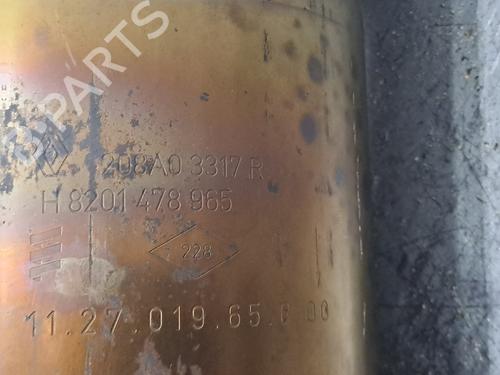 B-PARTS
208A0 3317 R
H 8201 478 965
228
11.27.019.65.